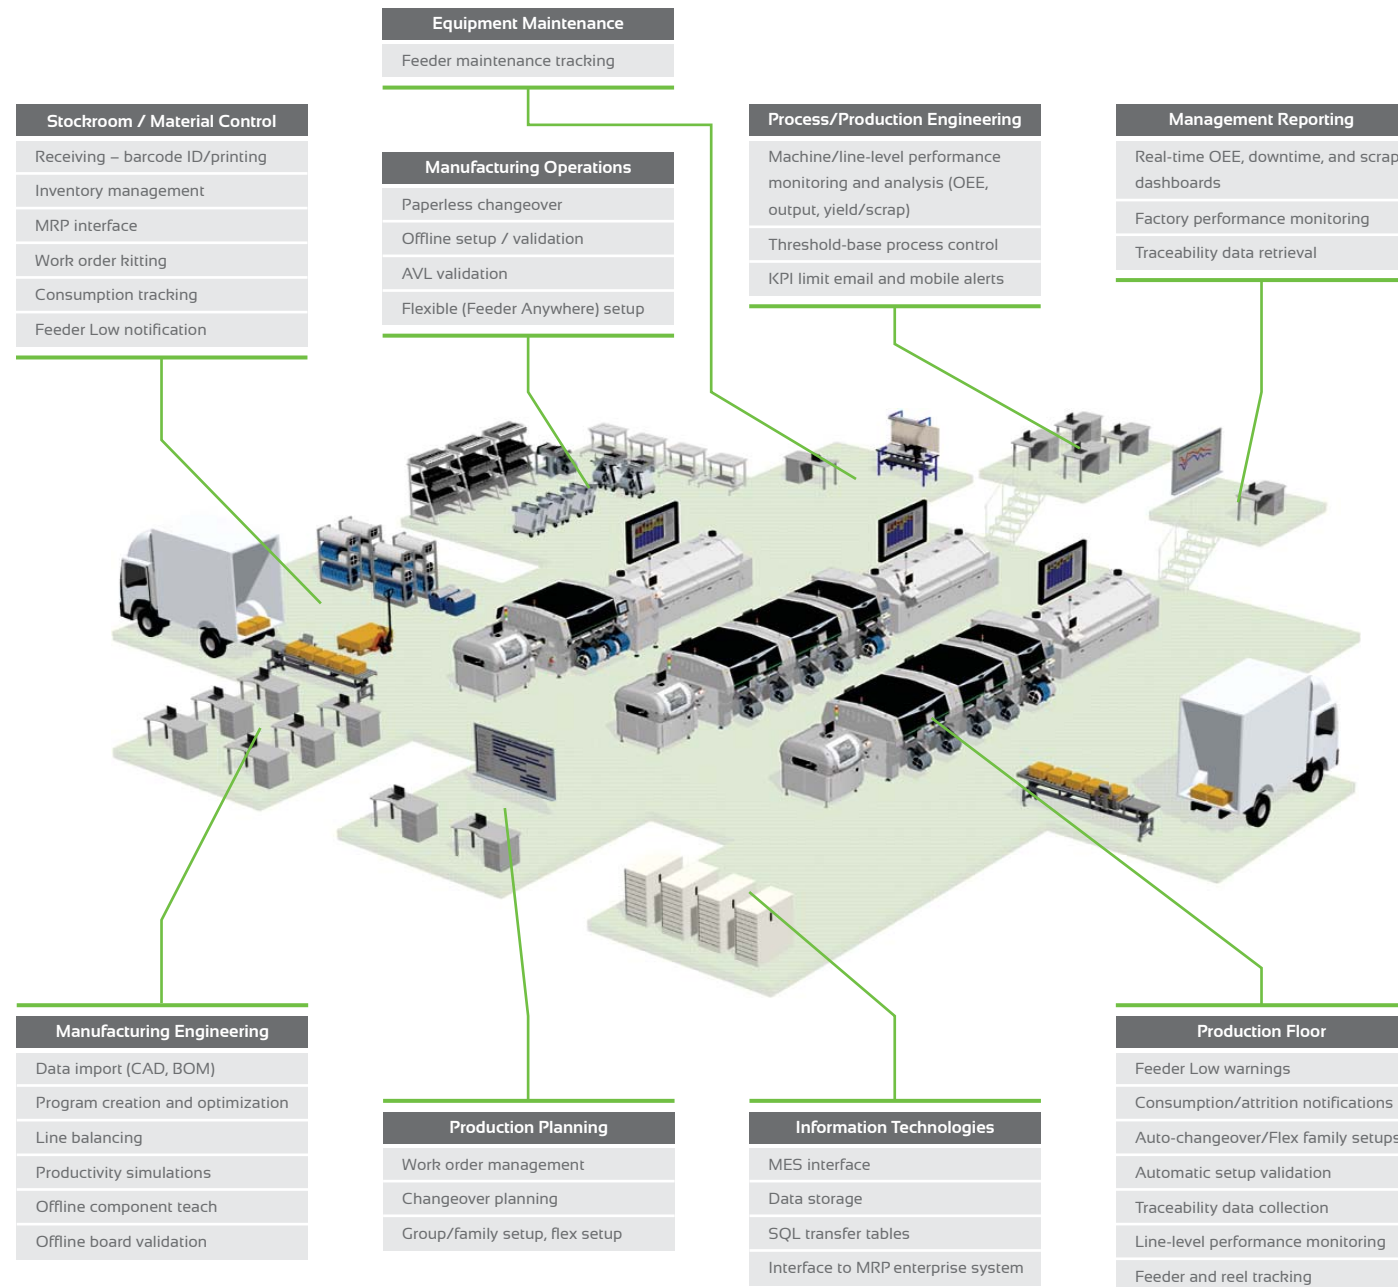 Equipment Maintenance
Feeder maintenance tracking
Stockroom / Material Control
Receiving – barcode ID/printing
Inventory management
MRP interface
Work order kitting
Consumption tracking
Feeder Low notification
Manufacturing Operations
Paperless changeover
Offline setup / validation
AVL validation
Flexible (Feeder Anywhere) setup
Process/Production Engineering
Machine/line-level performance
monitoring and analysis (OEE,
output, yield/scrap)
Threshold-base process control
KPI limit email and mobile alerts
Management Reporting
Real-time OEE, downtime, and scrap
dashboards
Factory performance monitoring
Traceability data retrieval
Manufacturing Engineering
Data import (CAD, BOM)
Program creation and optimization
Line balancing
Productivity simulations
Offline component teach
Offline board validation
Production Planning
Work order management
Changeover planning
Group/family setup, flex setup
Information Technologies
MES interface
Data storage
SQL transfer tables
Interface to MRP enterprise system
Production Floor
Feeder Low warnings
Consumption/attrition notifications
Auto-changeover/Flex family setups
Automatic setup validation
Traceability data collection
Line-level performance monitoring
Feeder and reel tracking